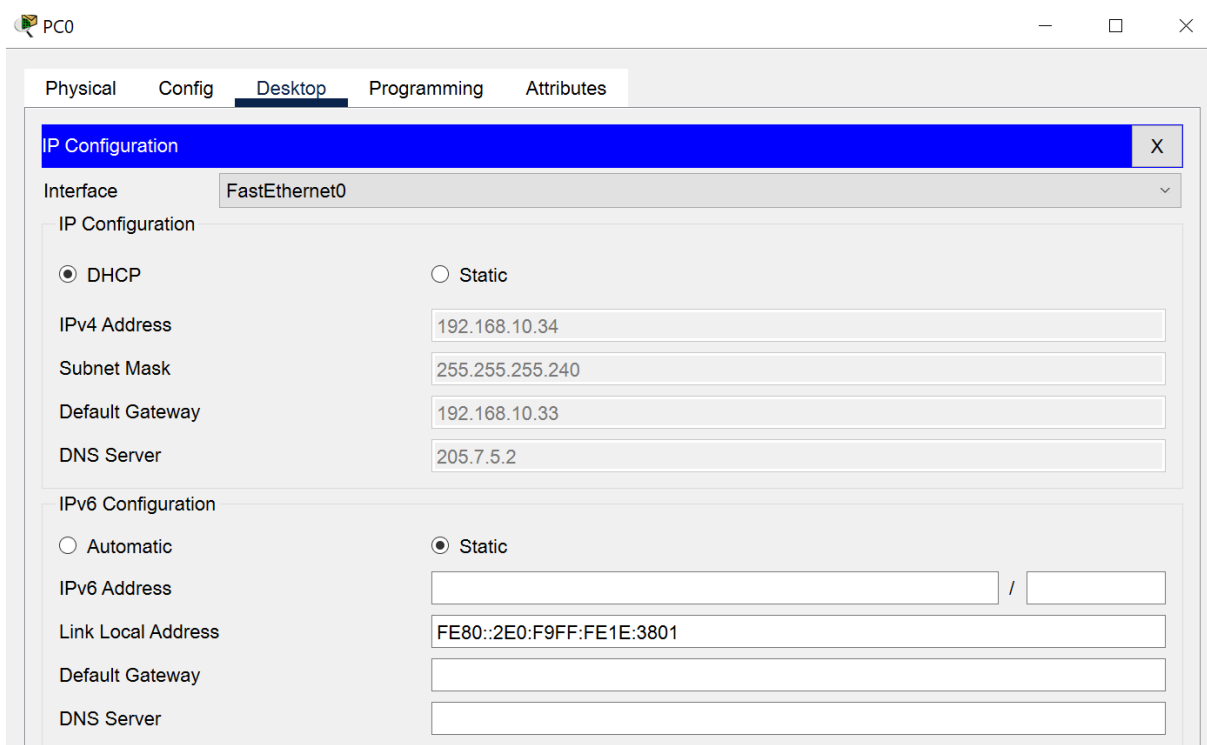 PC0
Physical Config Desktop Programming Attributes
IP Configuration X
Interface FastEthernet0
IP Configuration
DHCP Static
IPv4 Address 192.168.10.34
Subnet Mask 255.255.255.240
Default Gateway 192.168.10.33
DNS Server 205.7.5.2
IPv6 Configuration
Automatic Static
IPv6 Address /
Link Local Address FE80::2E0:F9FF:FE1E:3801
Default Gateway
DNS Server